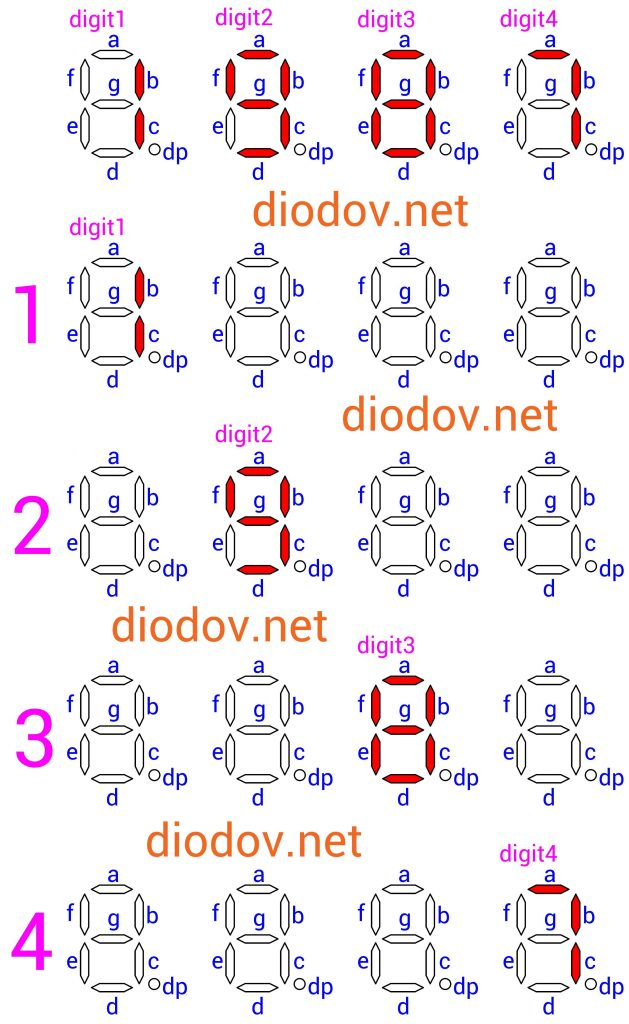 digit1 digit2 digit3 digit4
a a a a
f g b f g b f g b f g b
e c e c e c e c
d dp d dp d dp d dp
diodov.net
digit1
a a a a
1 f g b f g b f g b f g b
e c e c e c e c
d dp d dp d dp d dp
diodov.net
digit2
a a a a
2 f g b f g b f g b f g b
e c e c e c e c
d dp d dp d dp d dp
diodov.net
digit3
a a a a
3 f g b f g b f g b f g b
e c e c e c e c
d dp d dp d dp d dp
diodov.net
digit4
a a a a
4 f g b f g b f g b f g b
e c e c e c e c
d dp d dp d dp d dp